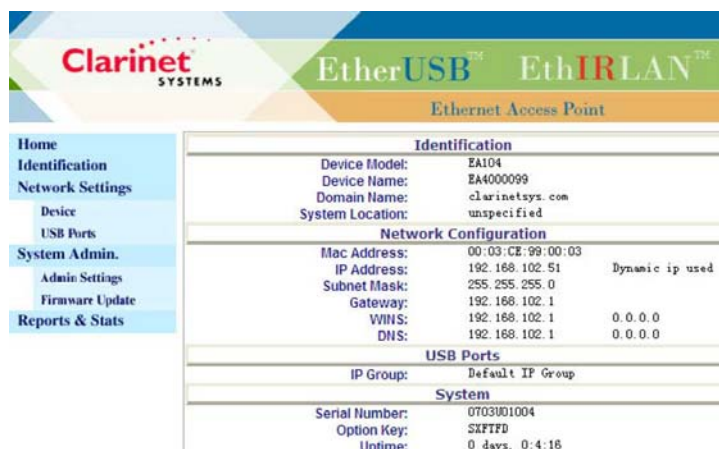 Clarinet
SYSTEMS
EtherUSB™ EthIRLAN™
Ethernet Access Point
Home
Identification
Network Settings
Device
USB Ports
System Admin.
Admin Settings
Firmware Update
Reports & Stats
Identification
Device Model: EA104
Device Name: EA4000099
Domain Name: clarinetsys.com
System Location: unspecified
Network Configuration
Mac Address: 00:03:CE:99:00:03
IP Address: 192.168.102.51 Dynamic ip used
Subnet Mask: 255.255.255.0
Gateway: 192.168.102.1
WINS: 192.168.102.1 0.0.0.0
DNS: 192.168.102.1 0.0.0.0
USB Ports
IP Group: Default IP Group
System
Serial Number: 0703U01004
Option Key: SXFTFD
Uptime: 0 days, 0:4:16